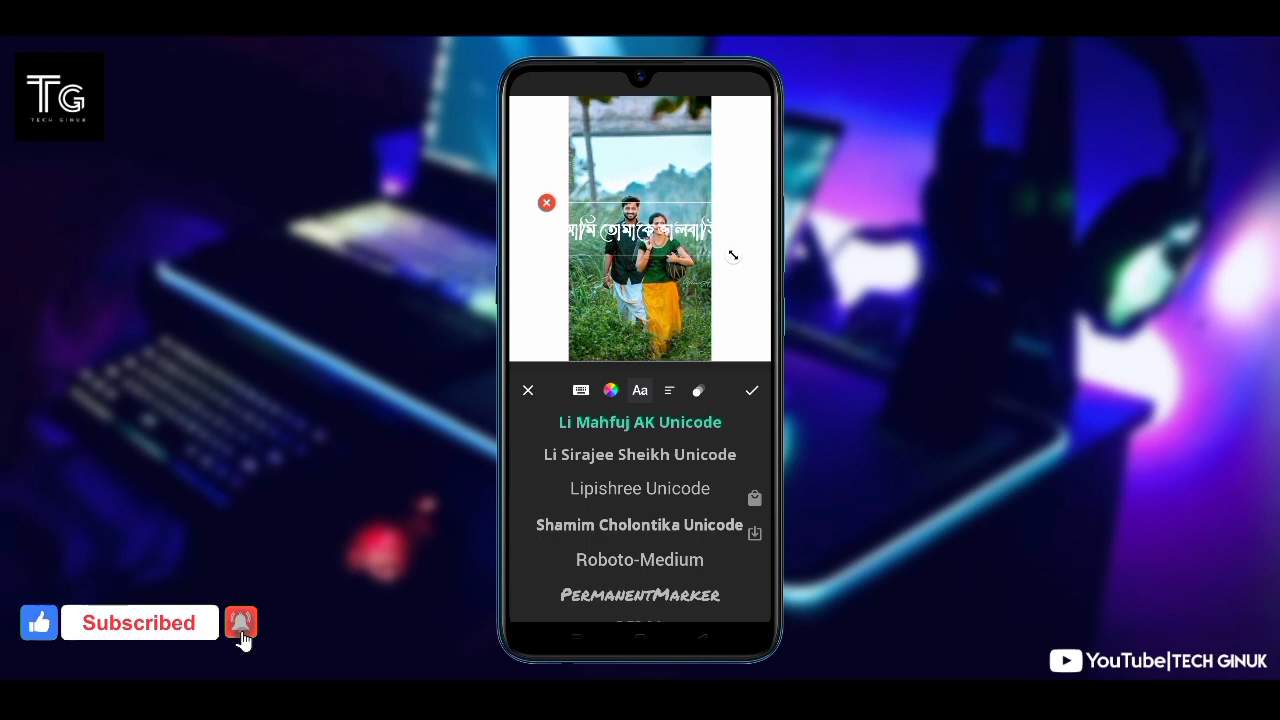 TG
TECH GINUK
আমি তোমাকে ভালবাসি
Aa
Li Mahfuj AK Unicode
Li Sirajee Sheikh Unicode
Lipishree Unicode
Shamim Cholontika Unicode
Roboto-Medium
PERMANENTMARKER
Subscribed
YouTube|TECH GINUK